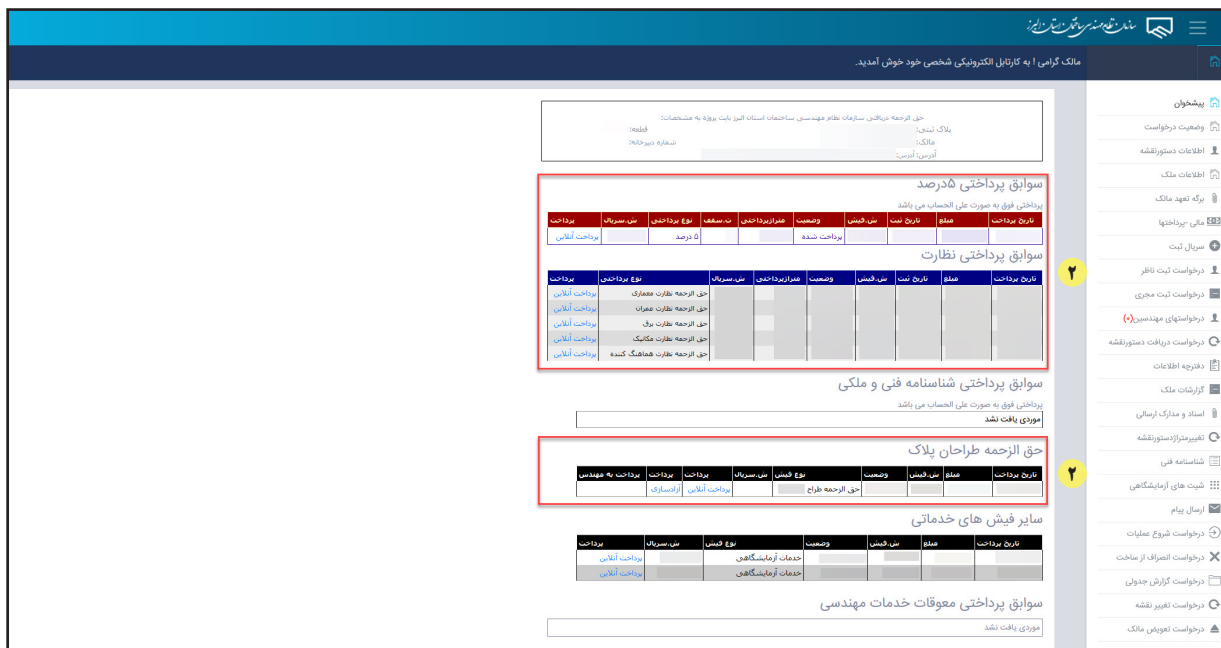 سازمان نظام مهندسی ساختمان استان البرز
مالک گرامی ! به کارتابل الکترونیکی شخصی خود خوش آمدید.
پیشخوان
وضعیت درخواست
اطلاعات دستورنقشه
اطلاعات ملک
برگه تعهد مالک
مالی -پرداختها
سریال ثبت
درخواست ثبت ناظر
درخواست ثبت مجری
درخواستهای مهندسین(۰)
درخواست دریافت دستورنقشه
دفترچه اطلاعات
گزارشات ملک
اسناد و مدارک ارسالی
تغییرمتراژدستورنقشه
شناسنامه فنی
شیت های آزمایشگاهی
ارسال پیام
درخواست شروع عملیات
درخواست انصراف از ساخت
درخواست گزارش جدولی
درخواست تغییر نقشه
درخواست تعویض مالک
حق الزحمه دریافتی سازمان نظام مهندسی ساختمان استان البرز بابت پروژه به مشخصات:
پلاک ثبتی: قطعه:
مالک: شماره دبیرخانه:
آدرس: آدرس:
سوابق پرداختی ۵درصد
پرداختی فوق به صورت علی الحساب می باشد
تاریخ پرداخت مبلغ تاریخ ثبت ش.فیش وضعیت متراژپرداختی ت.سقف نوع پرداختی ش.سریال پرداخت
پرداخت شده ۵ درصد پرداخت آنلاین
سوابق پرداختی نظارت
۲
تاریخ پرداخت مبلغ تاریخ ثبت ش.فیش وضعیت متراژپرداختی ش.سریال نوع پرداختی پرداخت
حق الزحمه نظارت معماری پرداخت آنلاین
حق الزحمه نظارت عمران پرداخت آنلاین
حق الزحمه نظارت برق پرداخت آنلاین
حق الزحمه نظارت مکانیک پرداخت آنلاین
حق الزحمه نظارت هماهنگ کننده پرداخت آنلاین
سوابق پرداختی شناسنامه فنی و ملکی
پرداختی فوق به صورت علی الحساب می باشد
موردی یافت نشد
حق الزحمه طراحان پلاک
۲
تاریخ پرداخت مبلغ ش.فیش وضعیت نوع فیش ش.سریال پرداخت پرداخت پرداخت به مهندس
حق الزحمه طراح پرداخت آنلاین آزادسازی
سایر فیش های خدماتی
تاریخ پرداخت مبلغ ش.فیش وضعیت نوع فیش ش.سریال پرداخت
خدمات آزمایشگاهی پرداخت آنلاین
خدمات آزمایشگاهی پرداخت آنلاین
سوابق پرداختی معوقات خدمات مهندسی
موردی یافت نشد